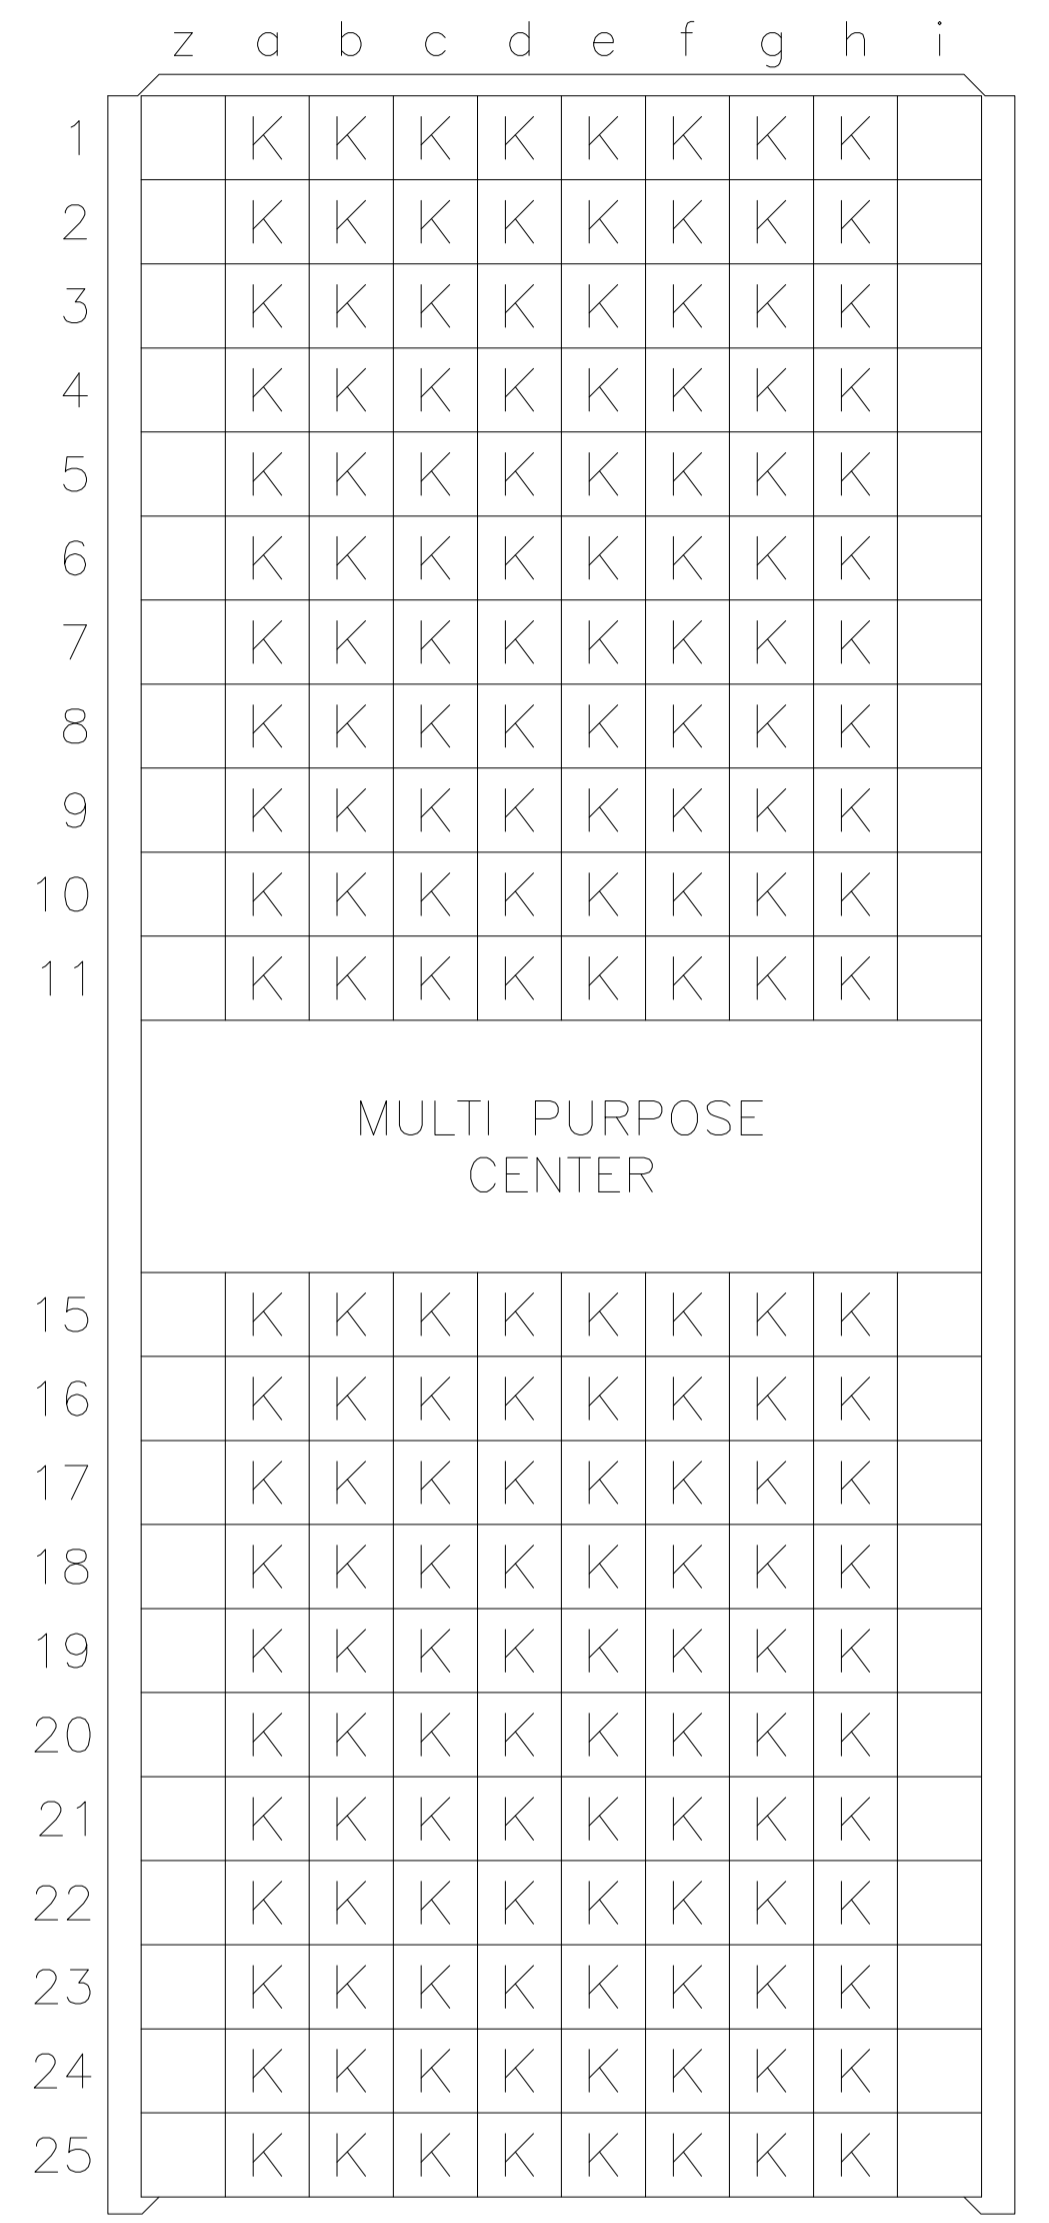 z a b c d e f g h i
1 K K K K K K K K
2 K K K K K K K K
3 K K K K K K K K
4 K K K K K K K K
5 K K K K K K K K
6 K K K K K K K K
7 K K K K K K K K
8 K K K K K K K K
9 K K K K K K K K
10 K K K K K K K K
11 K K K K K K K K
MULTI PURPOSE
CENTER
15 K K K K K K K K
16 K K K K K K K K
17 K K K K K K K K
18 K K K K K K K K
19 K K K K K K K K
20 K K K K K K K K
21 K K K K K K K K
22 K K K K K K K K
23 K K K K K K K K
24 K K K K K K K K
25 K K K K K K K K